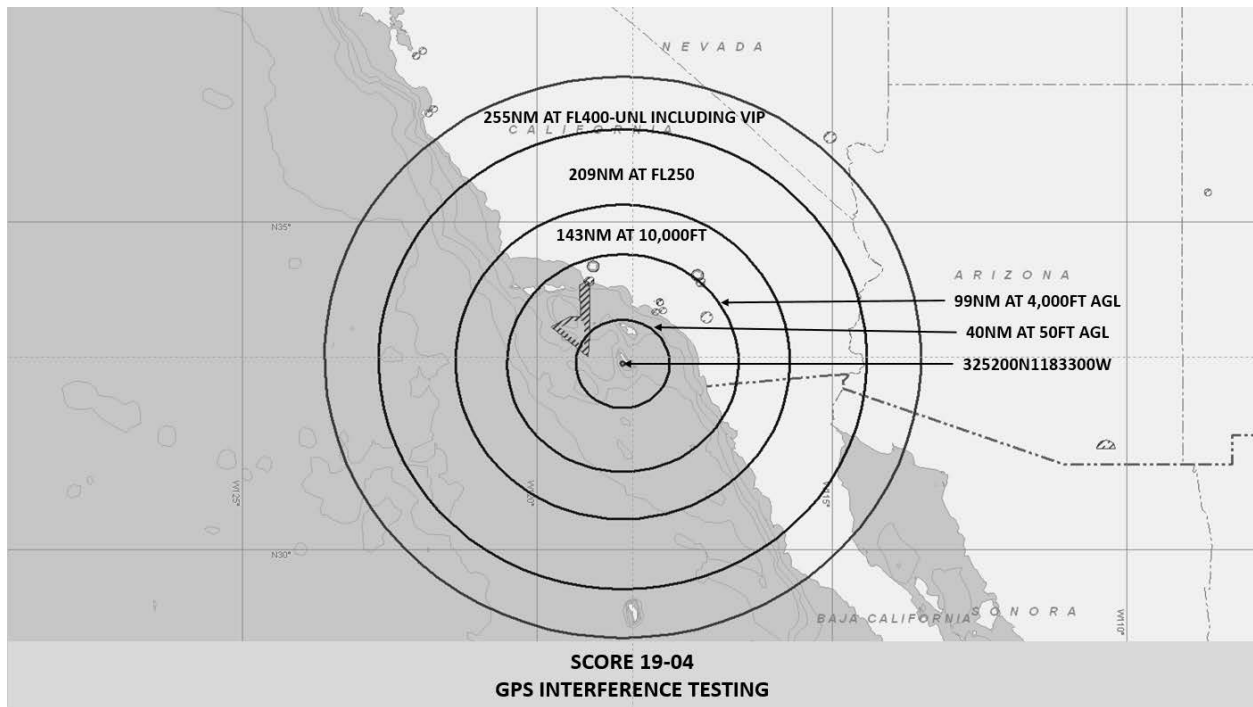 NEVADA
255NM AT FL400-UNL INCLUDING VIP
CALIFORNIA
209NM AT FL250
N35°
143NM AT 10,000FT
ARIZONA
99NM AT 4,000FT AGL
40NM AT 50FT AGL
325200N1183300W
W125°
W120°
W115°
N30°
W110°
BAJA CALIFORNIA
SONORA
SCORE 19-04
GPS INTERFERENCE TESTING